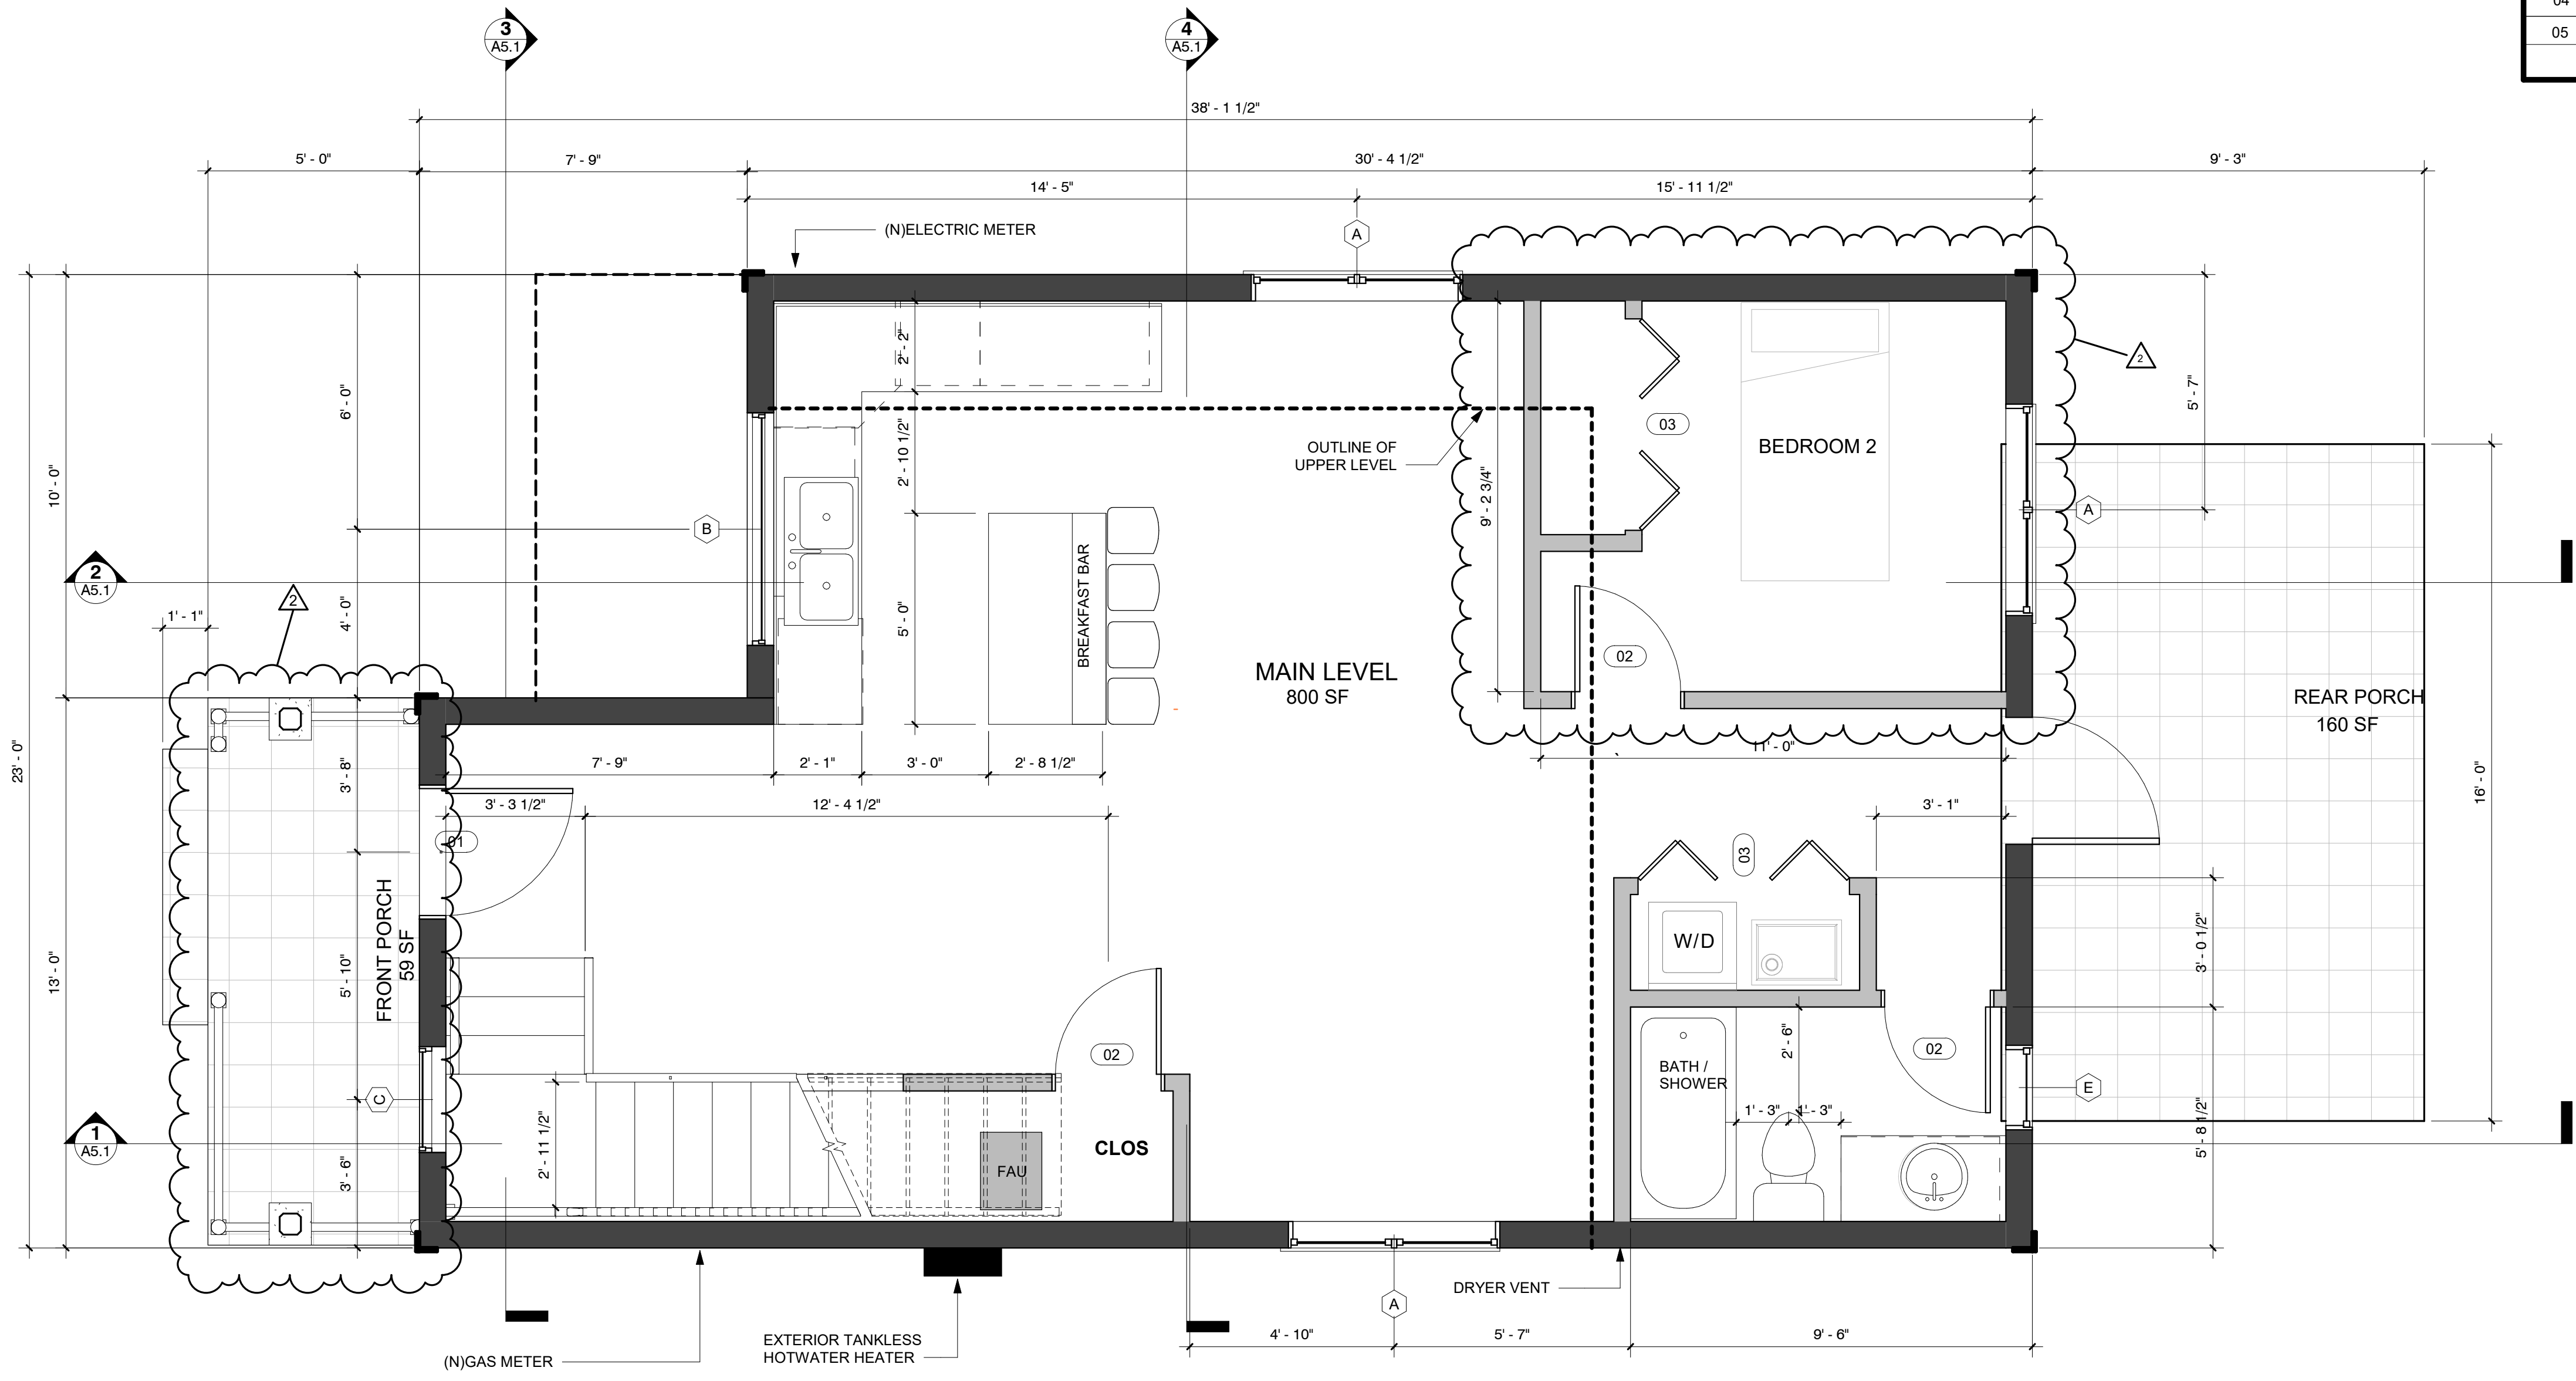 04
05
3
A5.1
4
A5.1
38' - 1 1/2"
5' - 0"
7' - 9"
30' - 4 1/2"
9' - 3"
14' - 5"
15' - 11 1/2"
(N)ELECTRIC METER
A
2
2' - 2"
6' - 0"
5' - 7"
03
BEDROOM 2
OUTLINE OF
UPPER LEVEL
2' - 10 1/2"
9' - 2 3/4"
10' - 0"
B
A
2
A5.1
2
1' - 1"
4' - 0"
5' - 0"
BREAKFAST BAR
02
MAIN LEVEL
800 SF
REAR PORCH
160 SF
23' - 0"
3' - 8"
7' - 9"
2' - 1"
3' - 0"
2' - 8 1/2"
11' - 0"
16' - 0"
3' - 3 1/2"
12' - 4 1/2"
3' - 1"
01
03
FRONT PORCH
59 SF
W/D
3' - 0 1/2"
13' - 0"
5' - 10"
02
2' - 6"
02
BATH /
SHOWER
C
E
1' - 3"
1' - 3"
1
A5.1
2' - 11 1/2"
CLOS
5' - 8 1/2"
3' - 6"
FAU
DRYER VENT
A
EXTERIOR TANKLESS
HOTWATER HEATER
4' - 10"
5' - 7"
9' - 6"
(N)GAS METER